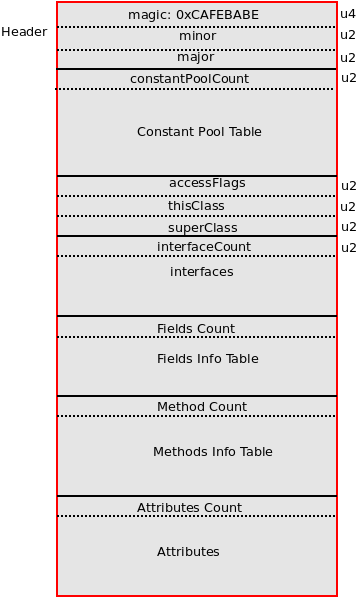 magic: 0xCAFEBABE u4
Header minor u2
major u2
constantPoolCount u2
Constant Pool Table
accessFlags u2
thisClass u2
superClass u2
interfaceCount u2
interfaces
Fields Count
Fields Info Table
Method Count
Methods Info Table
Attributes Count
Attributes